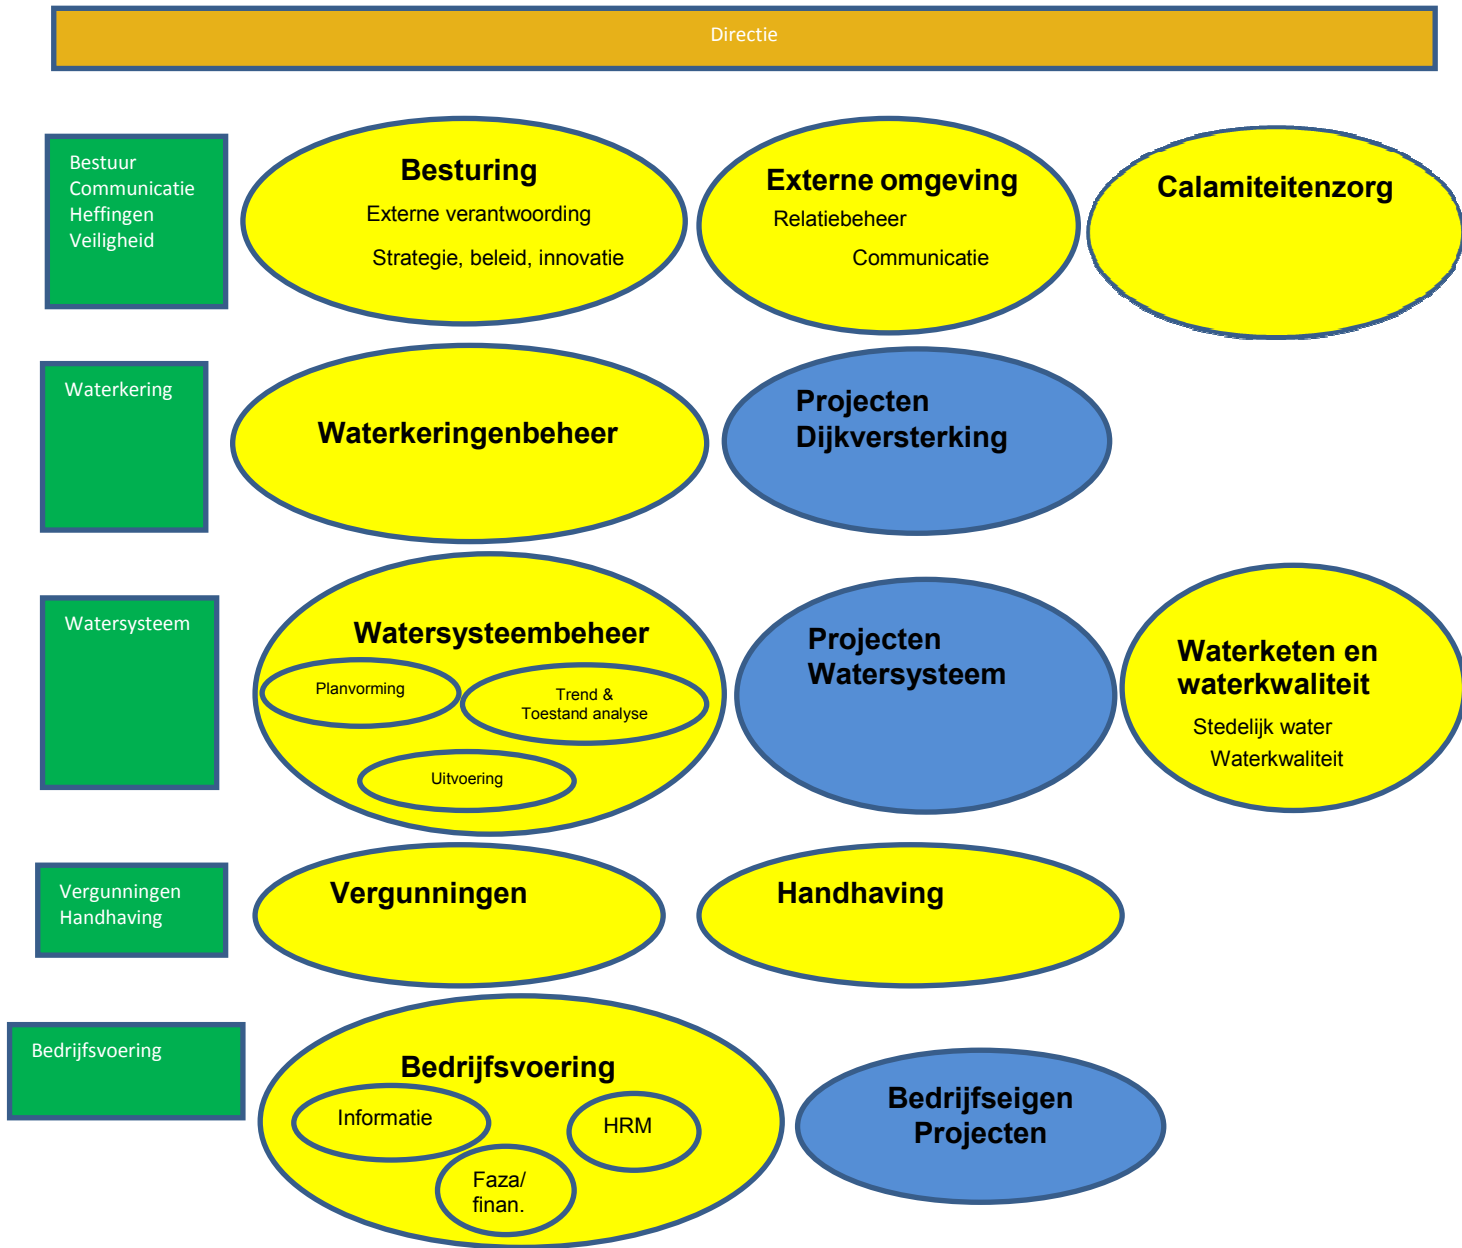 Directie
Bestuur
Communicatie
Heffingen
Veiligheid
Besturing
Externe verantwoording
Strategie, beleid, innovatie
Externe omgeving
Relatiebeheer
Communicatie
Calamiteitenzorg
Waterkering
Waterkeringenbeheer
Projecten
Dijkversterking
Watersysteem
Watersysteembeheer
Planvorming
Trend &
Toestand analyse
Uitvoering
Projecten
Watersysteem
Waterketen en
waterkwaliteit
Stedelijk water
Waterkwaliteit
Vergunningen
Handhaving
Vergunningen
Handhaving
Bedrijfsvoering
Bedrijfsvoering
Informatie
HRM
Faza/
finan.
Bedrijfseigen
Projecten